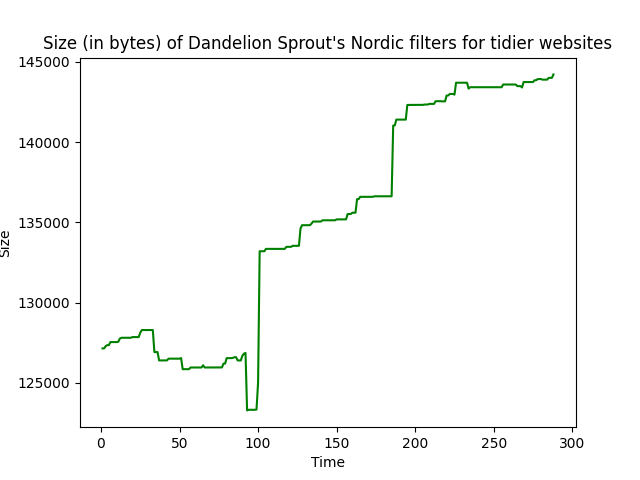 Size (in bytes) of Dandelion Sprout's Nordic filters for tidier websites
145000
140000
135000
130000
125000
Size
0 50 100 150 200 250 300
Time